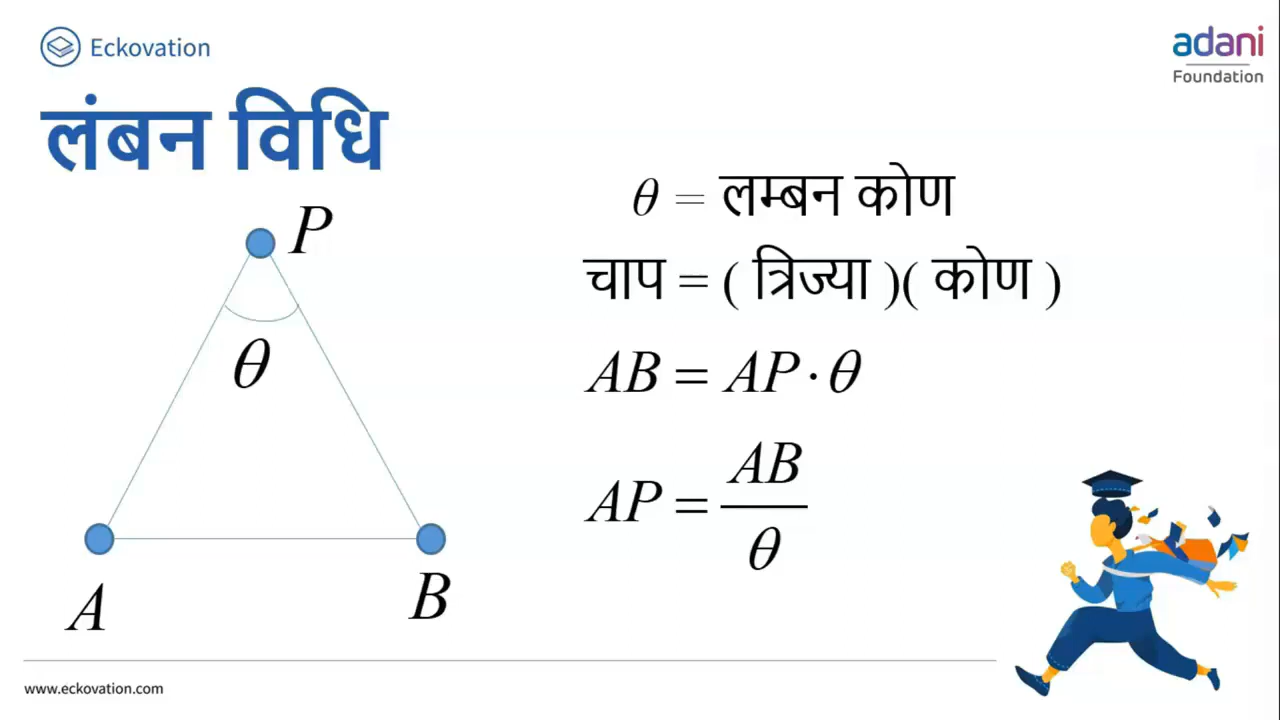 Eckovation
adani
Foundation
लंबन विधि
P
θ
A
B
θ = लम्बन कोण
चाप = ( त्रिज्या )( कोण )
AB = AP · θ
AP = AB / θ
www.eckovation.com